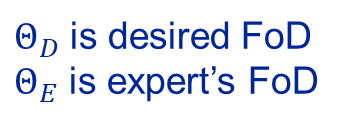 Θ_D is desired FoD
Θ_E is expert's FoD